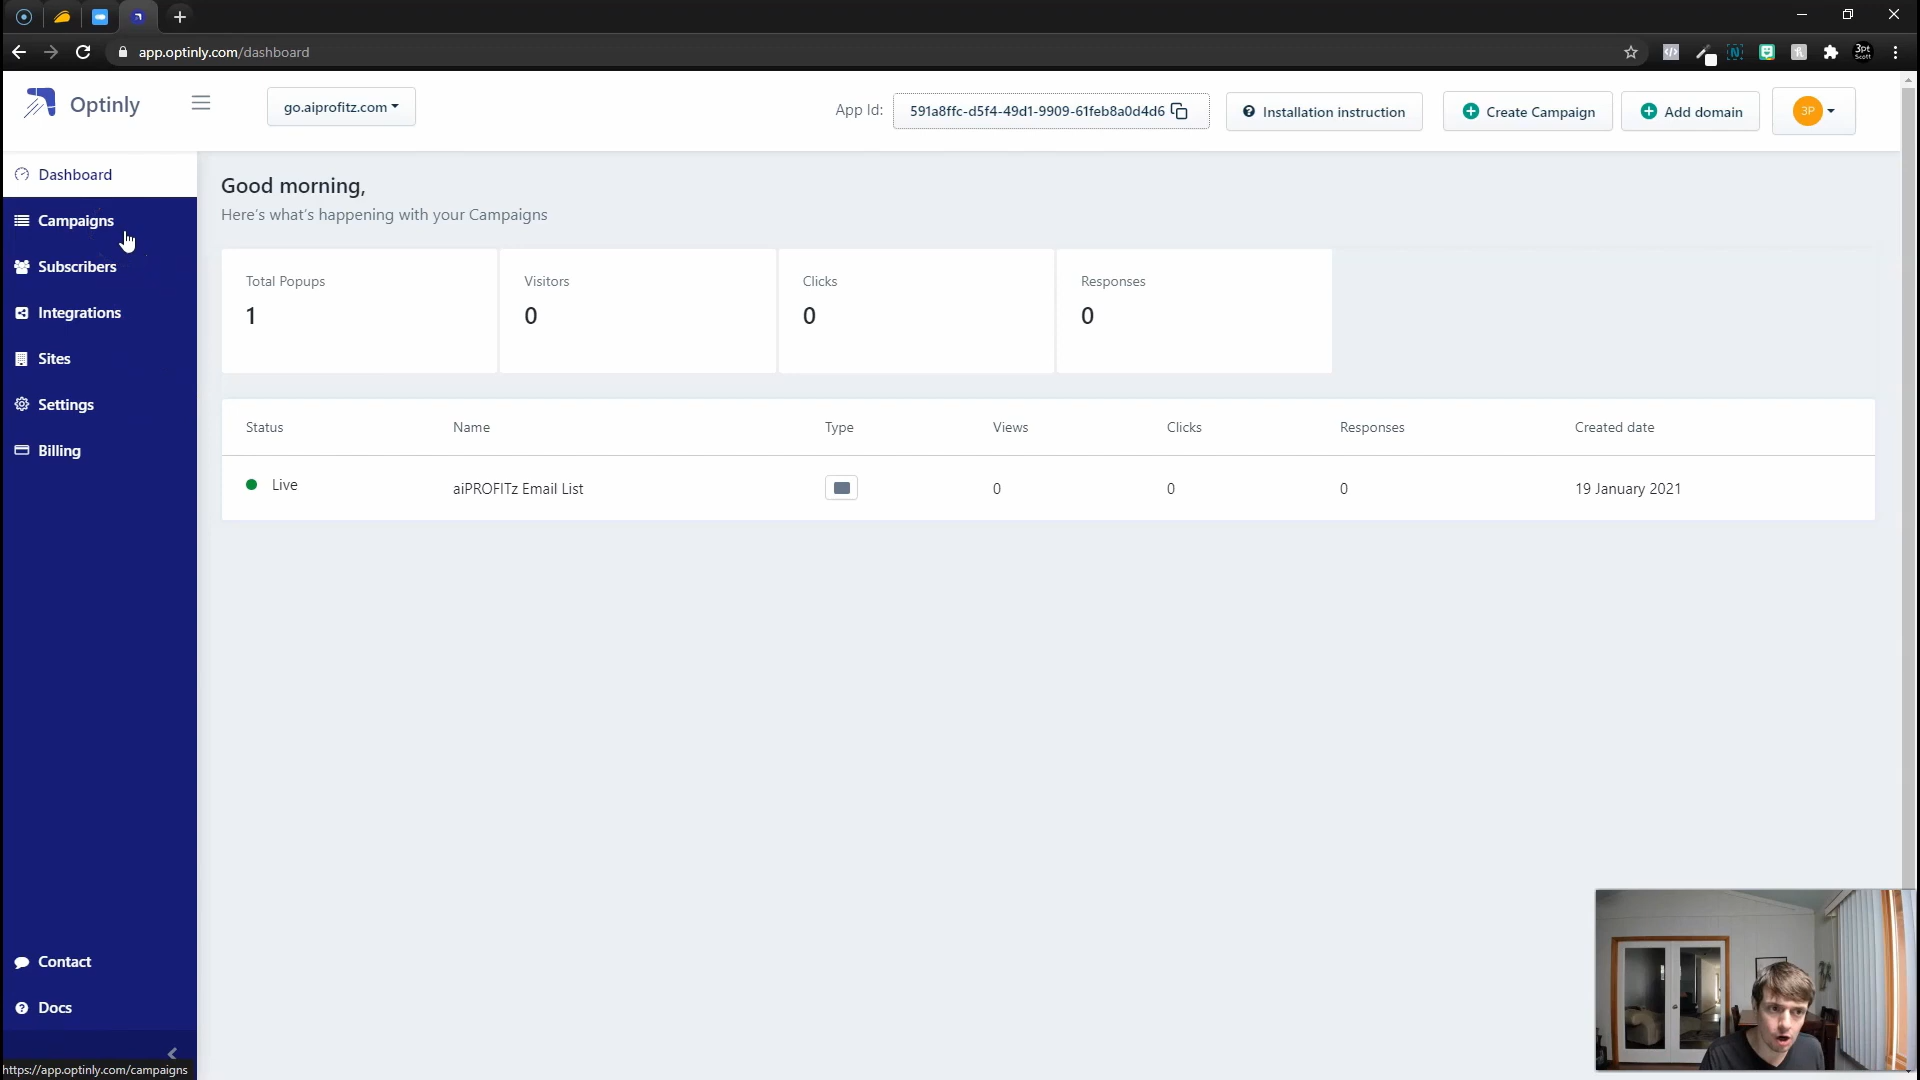 app.optinly.com/dashboard
3pt
Scott
Optinly
go.aiprofitz.com
App Id:
591a8ffc-d5f4-49d1-9909-61feb8a0d4d6
Installation instruction
Create Campaign
Add domain
3P
Dashboard
Campaigns
Subscribers
Integrations
Sites
Settings
Billing
Contact
Docs
Good morning,
Here's what's happening with your Campaigns
Total Popups
1
Visitors
0
Clicks
0
Responses
0
Status Name Type Views Clicks Responses Created date
Live aiPROFITz Email List 0 0 0 19 January 2021
https://app.optinly.com/campaigns